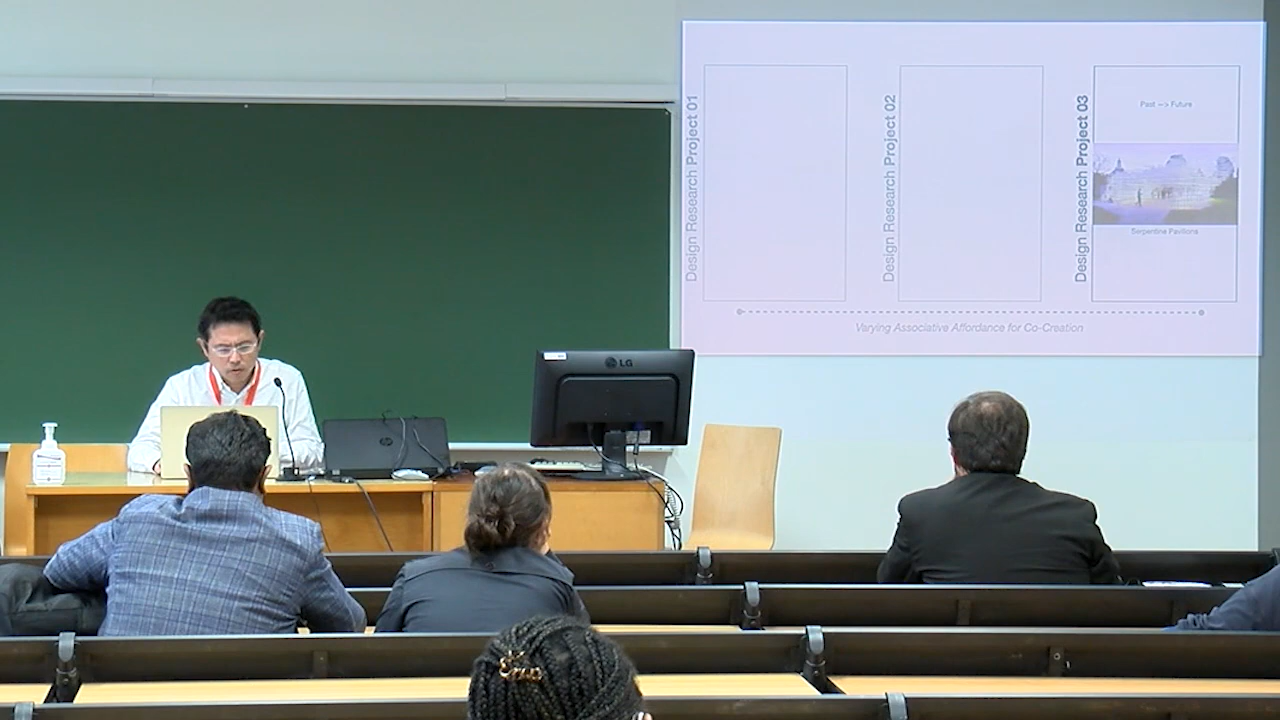 Design Research Project 01
Design Research Project 02
Design Research Project 03
Past --> Future
Serpentine Pavilions
Varying Associative Affordance for Co-Creation
LG
hp